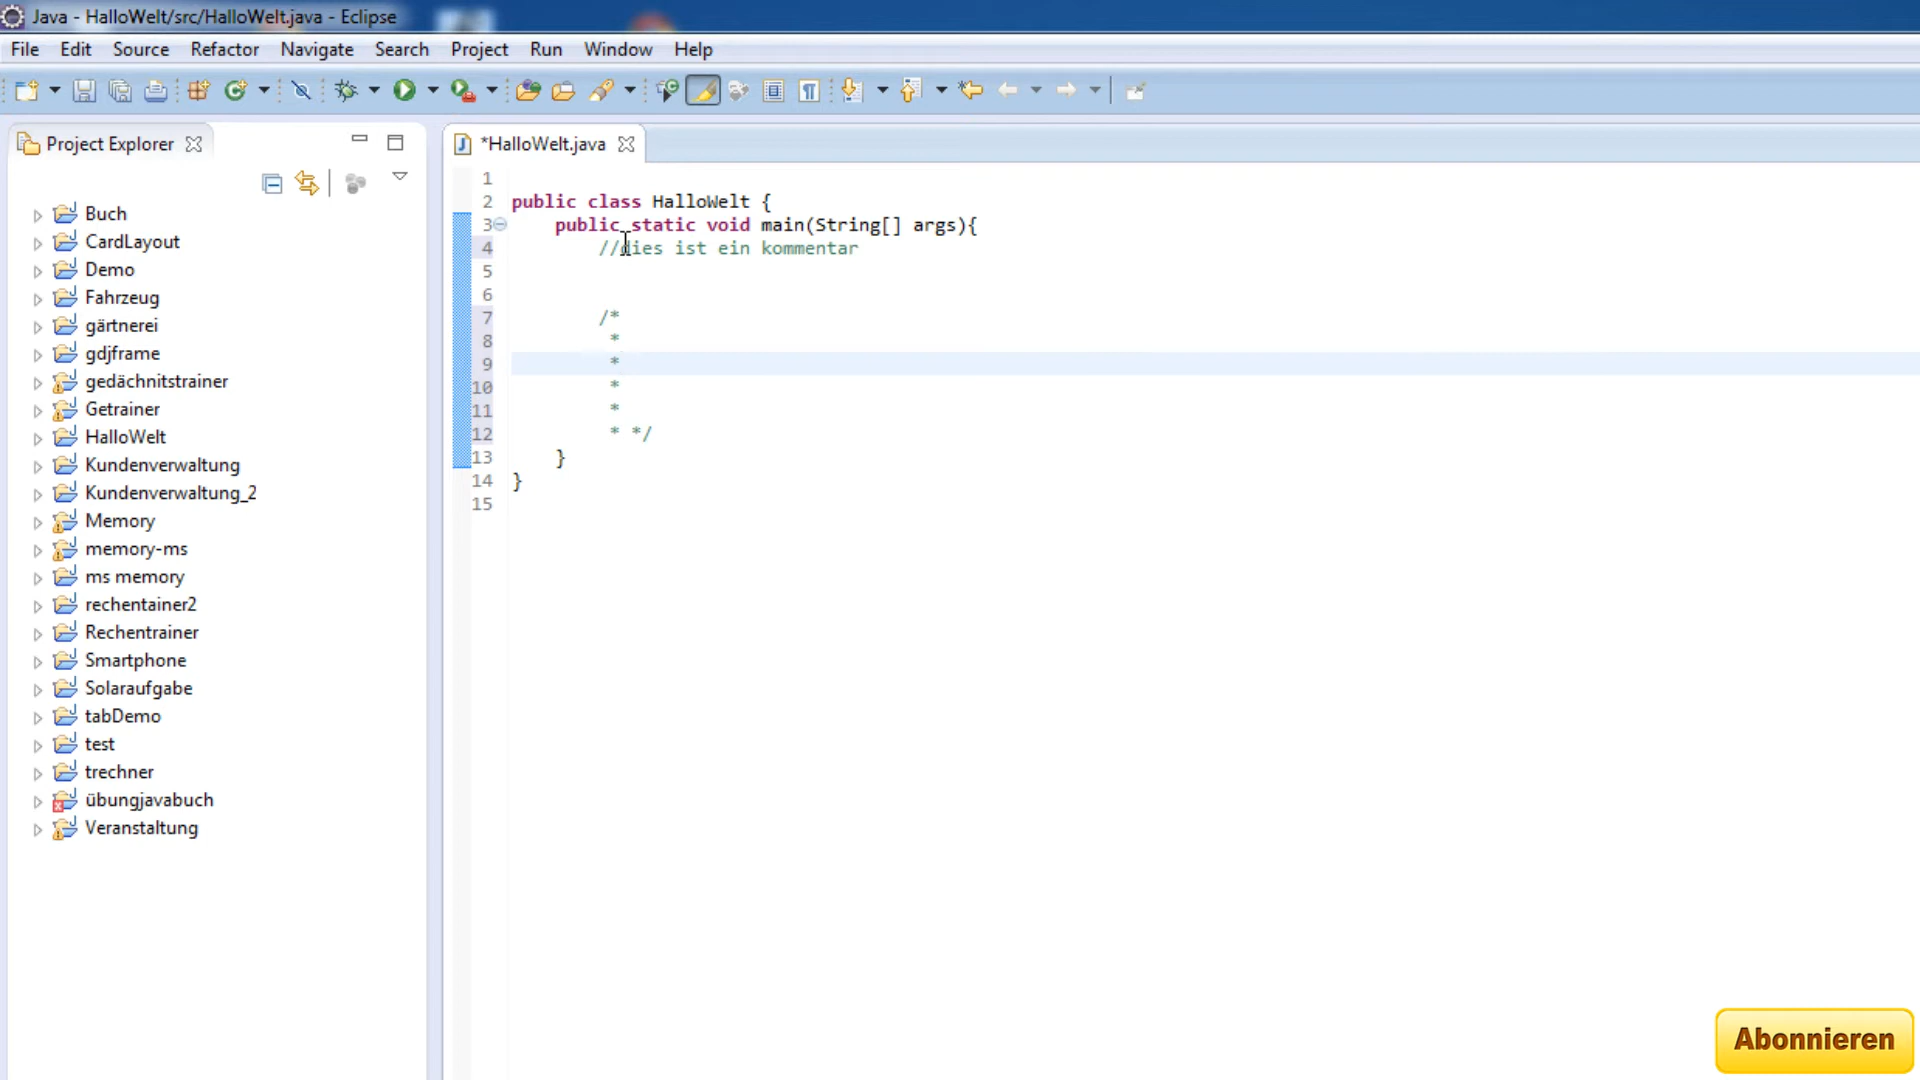 Java - HalloWelt/src/HalloWelt.java - Eclipse
File Edit Source Refactor Navigate Search Project Run Window Help
Project Explorer
*HalloWelt.java
Buch
CardLayout
Demo
Fahrzeug
gärtnerei
gdjframe
gedächnitstrainer
Getrainer
HalloWelt
Kundenverwaltung
Kundenverwaltung_2
Memory
memory-ms
ms memory
rechentainer2
Rechentrainer
Smartphone
Solaraufgabe
tabDemo
test
trechner
übungjavabuch
Veranstaltung
1
2 public class HalloWelt {
3 public static void main(String[] args){
4 //dies ist ein kommentar
5
6
7 /*
8 *
9 *
10 *
11 *
12 * */
13 }
14 }
15
Abonnieren